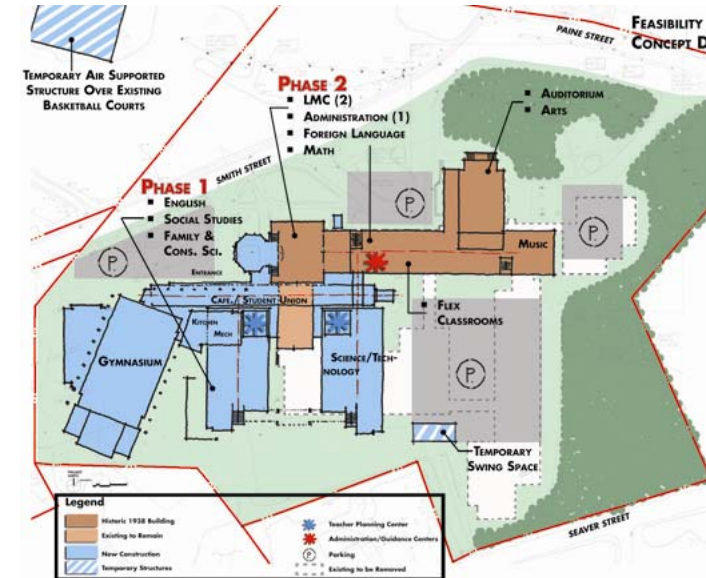 FEASIBILITY
CONCEPT D
PAINE STREET
TEMPORARY AIR SUPPORTED
STRUCTURE OVER EXISTING
BASKETBALL COURTS
PHASE 2
▪ LMC (2)
▪ ADMINISTRATION (1)
▪ FOREIGN LANGUAGE
▪ MATH
▪ AUDITORIUM
▪ ARTS
SMITH STREET
PHASE 1
▪ ENGLISH
▪ SOCIAL STUDIES
▪ FAMILY &
CONS. SCI.
P
P
P
MUSIC
ENTRANCE
CAFE./STUDENT UNION
▪ FLEX
CLASSROOMS
KITCHEN
MECH
GYMNASIUM
SCIENCE/TECH-
NOLOGY
P
TEMPORARY
SWING SPACE
SEAVER STREET
Legend
Historic 1938 Building
Existing to Remain
New Construction
Temporary Structures
Teacher Planning Center
Administration/Guidance Centers
P Parking
Existing to be Removed